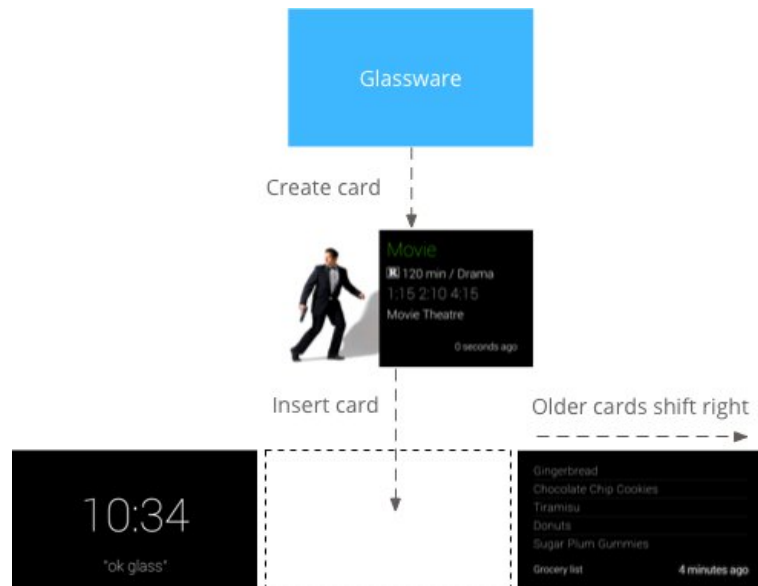 Glassware
Create card
Movie
R 120 min / Drama
1:15 2:10 4:15
Movie Theatre
0 seconds ago
Insert card
Older cards shift right
10:34
"ok glass"
Gingerbread
Chocolate Chip Cookies
Tiramisu
Donuts
Sugar Plum Gummies
Grocery list 4 minutes ago